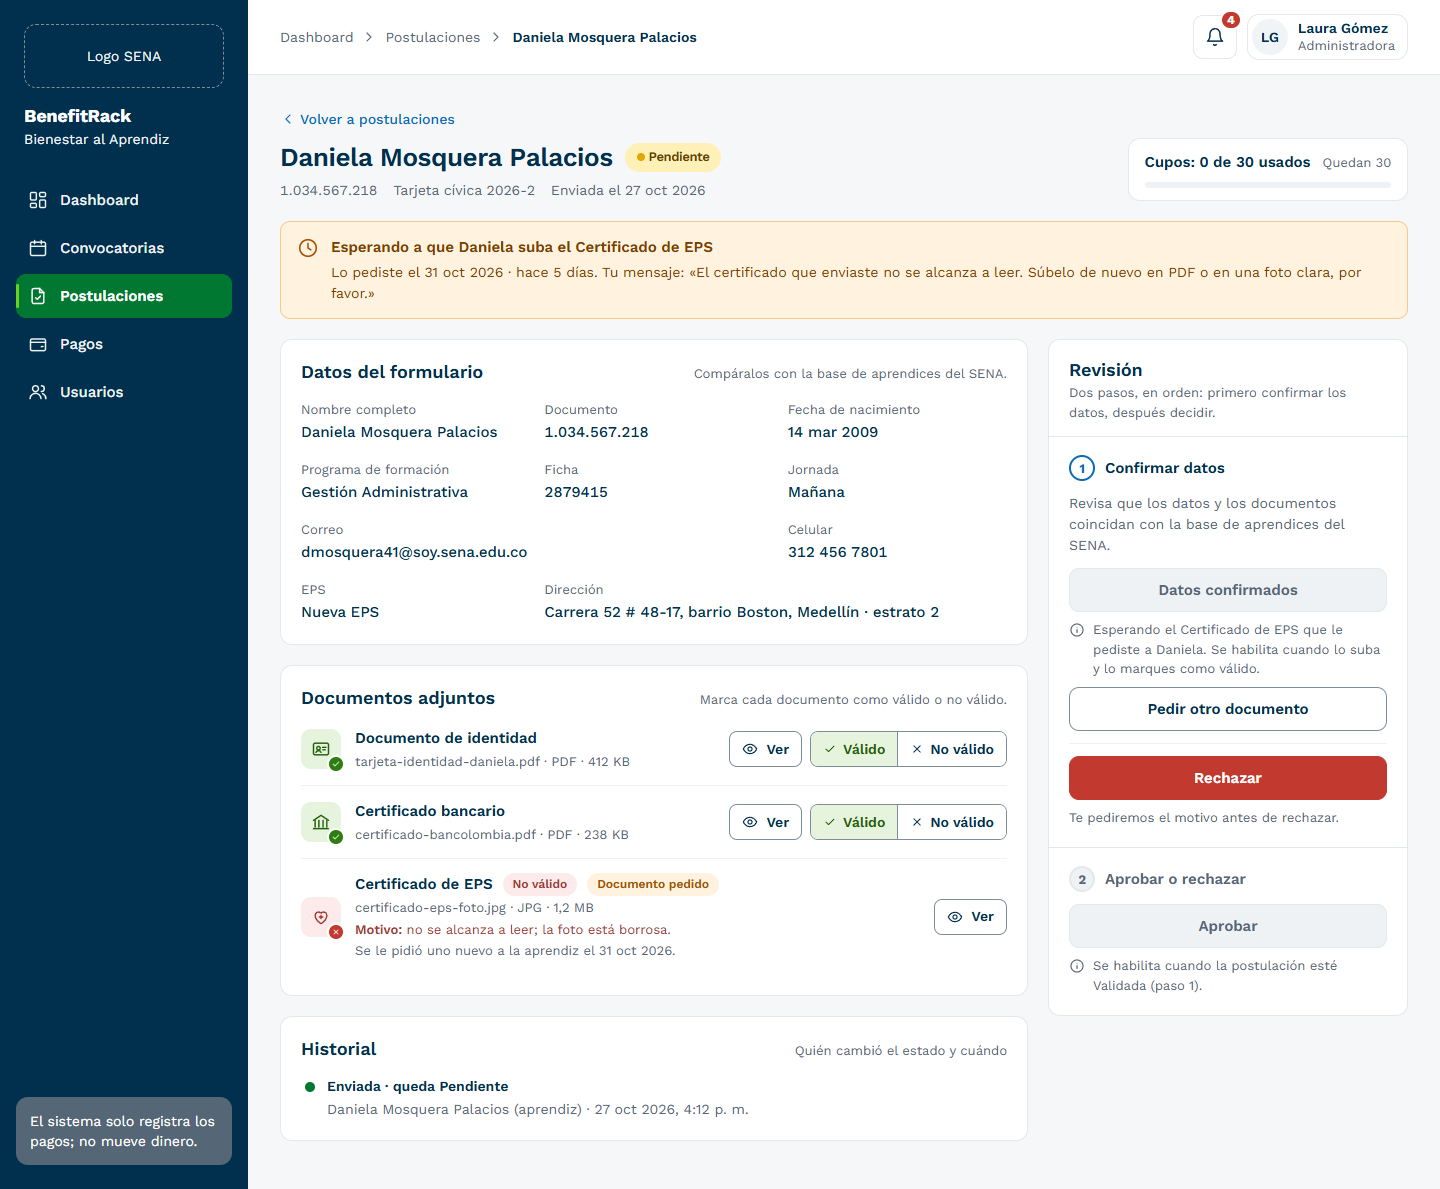 Logo SENA
BenefitRack
Bienestar al Aprendiz
Dashboard
Convocatorias
Postulaciones
Pagos
Usuarios
El sistema solo registra los
pagos; no mueve dinero.
Dashboard > Postulaciones > Daniela Mosquera Palacios
4
LG
Laura Gómez
Administradora
Volver a postulaciones
Daniela Mosquera Palacios
Pendiente
1.034.567.218 Tarjeta cívica 2026-2 Enviada el 27 oct 2026
Cupos: 0 de 30 usados Quedan 30
Esperando a que Daniela suba el Certificado de EPS
Lo pediste el 31 oct 2026 · hace 5 días. Tu mensaje: «El certificado que enviaste no se alcanza a leer. Súbelo de nuevo en PDF o en una foto clara, por
favor.»
Datos del formulario
Compáralos con la base de aprendices del SENA.
Nombre completo Documento Fecha de nacimiento
Daniela Mosquera Palacios 1.034.567.218 14 mar 2009
Programa de formación Ficha Jornada
Gestión Administrativa 2879415 Mañana
Correo Celular
dmosquera41@soy.sena.edu.co 312 456 7801
EPS Dirección
Nueva EPS Carrera 52 # 48-17, barrio Boston, Medellín · estrato 2
Documentos adjuntos
Marca cada documento como válido o no válido.
Documento de identidad
tarjeta-identidad-daniela.pdf · PDF · 412 KB
Ver Válido No válido
Certificado bancario
certificado-bancolombia.pdf · PDF · 238 KB
Ver Válido No válido
Certificado de EPS No válido Documento pedido
certificado-eps-foto.jpg · JPG · 1,2 MB
Motivo: no se alcanza a leer; la foto está borrosa.
Se le pidió uno nuevo a la aprendiz el 31 oct 2026.
Ver
Historial
Quién cambió el estado y cuándo
Enviada · queda Pendiente
Daniela Mosquera Palacios (aprendiz) · 27 oct 2026, 4:12 p. m.
Revisión
Dos pasos, en orden: primero confirmar los
datos, después decidir.
1 Confirmar datos
Revisa que los datos y los documentos
coincidan con la base de aprendices del
SENA.
Datos confirmados
Esperando el Certificado de EPS que le
pediste a Daniela. Se habilita cuando lo suba
y lo marques como válido.
Pedir otro documento
Rechazar
Te pediremos el motivo antes de rechazar.
2 Aprobar o rechazar
Aprobar
Se habilita cuando la postulación esté
Validada (paso 1).